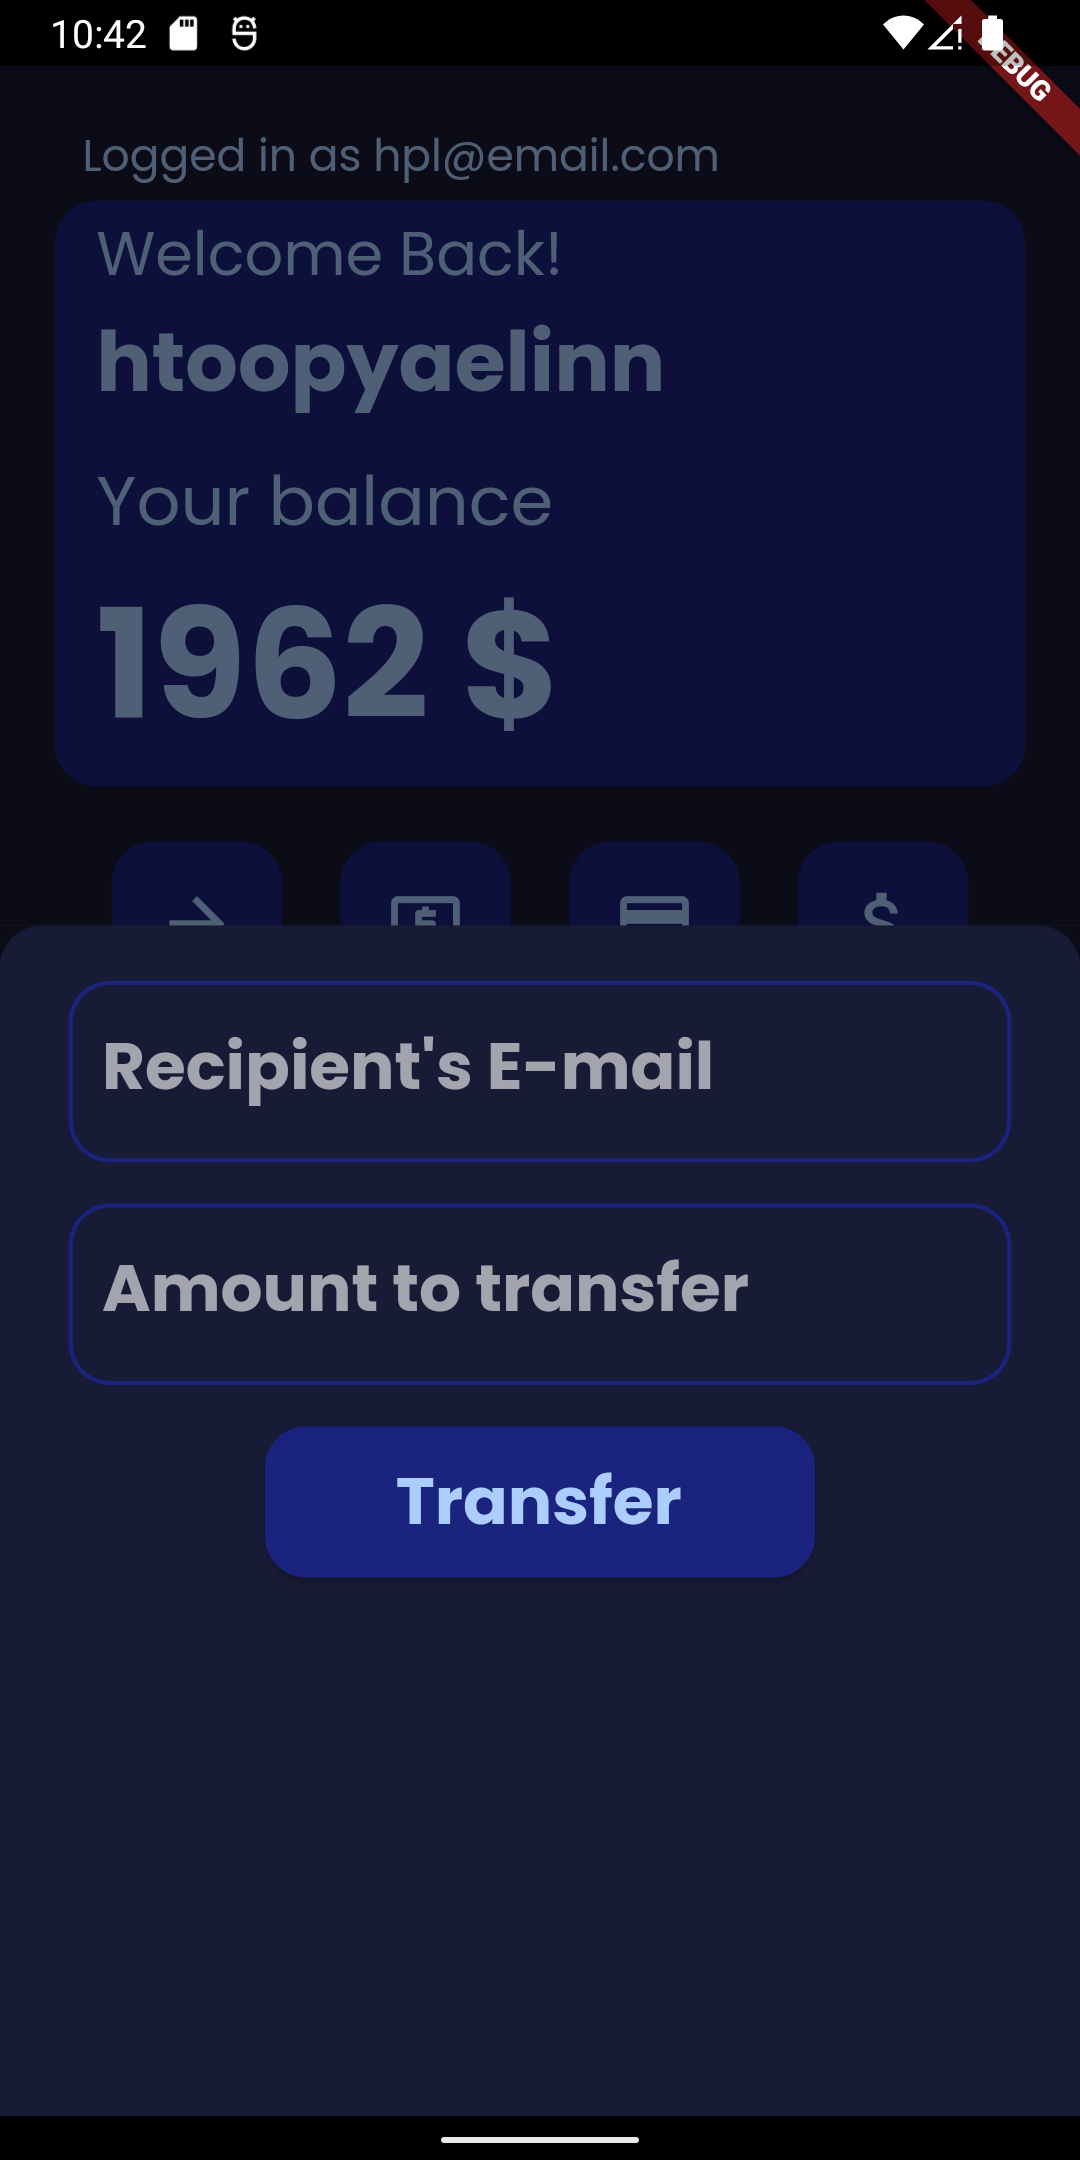 10:42
DEBUG
Logged in as hpl@email.com
Welcome Back!
htoopyaelinn
Your balance
1962 $
$ $
Recipient's E-mail
Amount to transfer
Transfer